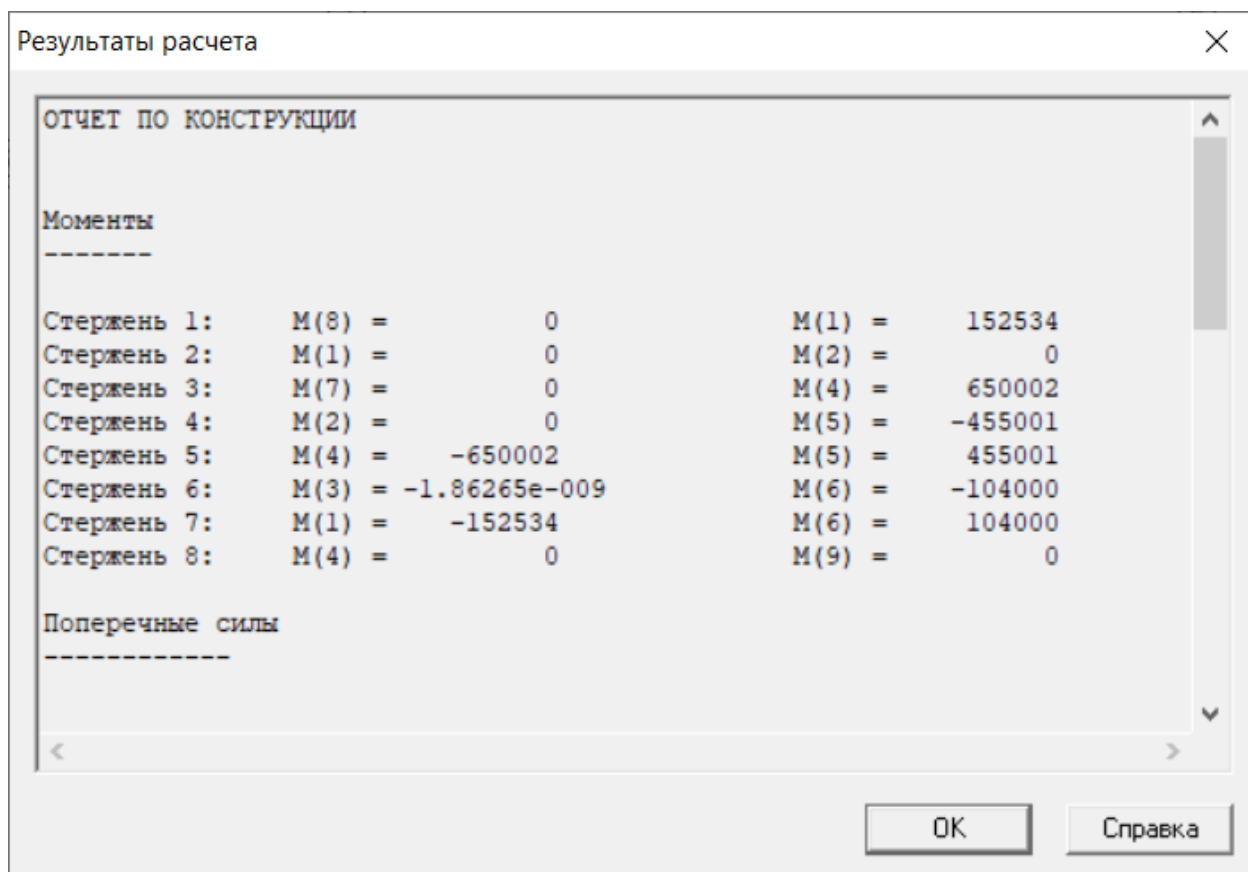 Результаты расчета
ОТЧЕТ ПО КОНСТРУКЦИИ
Моменты
-------
Стержень 1: M(8) = 0 M(1) = 152534
Стержень 2: M(1) = 0 M(2) = 0
Стержень 3: M(7) = 0 M(4) = 650002
Стержень 4: M(2) = 0 M(5) = -455001
Стержень 5: M(4) = -650002 M(5) = 455001
Стержень 6: M(3) = -1.86265e-009 M(6) = -104000
Стержень 7: M(1) = -152534 M(6) = 104000
Стержень 8: M(4) = 0 M(9) = 0
Поперечные силы
------------
OK Справка